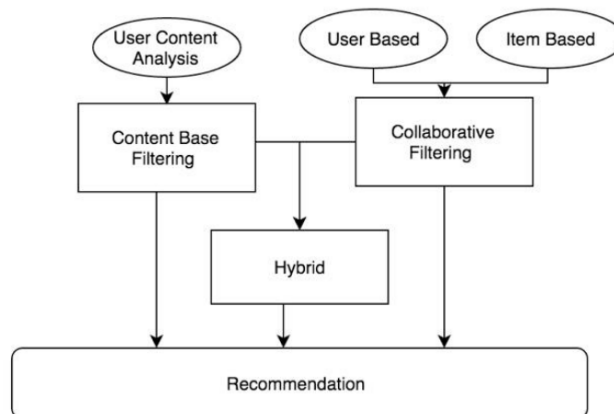 User Content
Analysis
User Based
Item Based
Content Base
Filtering
Collaborative
Filtering
Hybrid
Recommendation